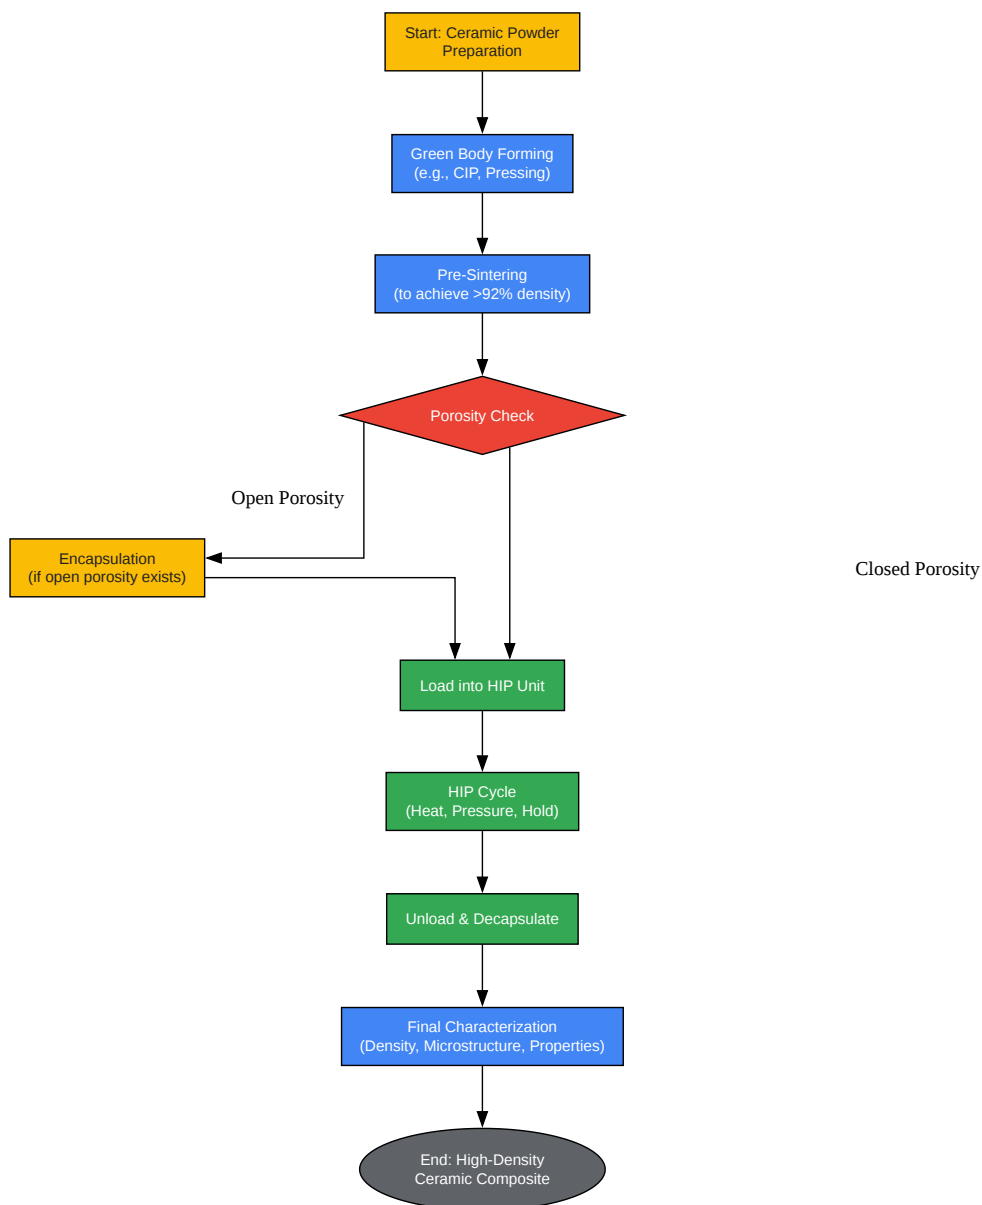 Start: Ceramic Powder
Preparation
Green Body Forming
(e.g., CIP, Pressing)
Pre-Sintering
(to achieve >92% density)
Porosity Check
Open Porosity
Encapsulation
(if open porosity exists)
Closed Porosity
Load into HIP Unit
HIP Cycle
(Heat, Pressure, Hold)
Unload & Decapsulate
Final Characterization
(Density, Microstructure, Properties)
End: High-Density
Ceramic Composite